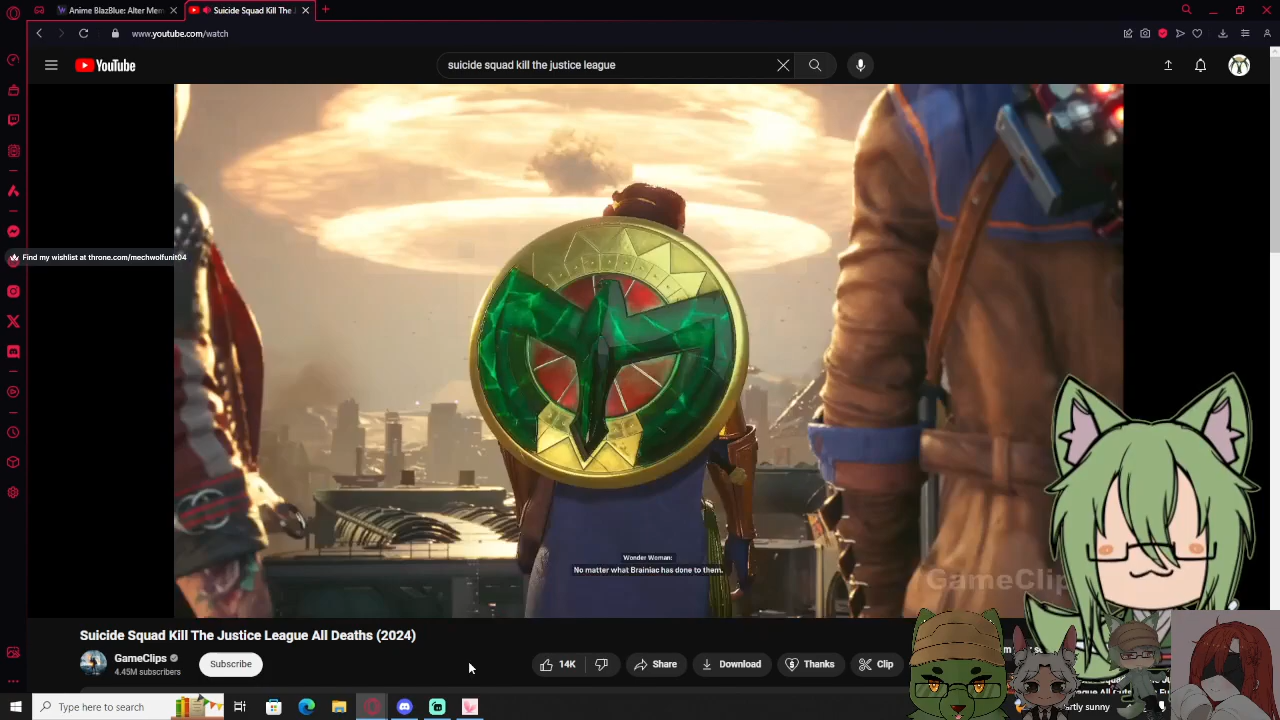 Anime BlazBlue: Alter Mem
Suicide Squad Kill The J
www.youtube.com/watch
YouTube
suicide squad kill the justice league
Find my wishlist at throne.com/mechwolfunit04
Wonder Woman:
No matter what Brainiac has done to them.
GameClip
Suicide Squad Kill The Justice League All Deaths (2024)
GameClips
4.45M subscribers
Subscribe
14K
Share
Download
Thanks
Clip
Type here to search
artly sunny